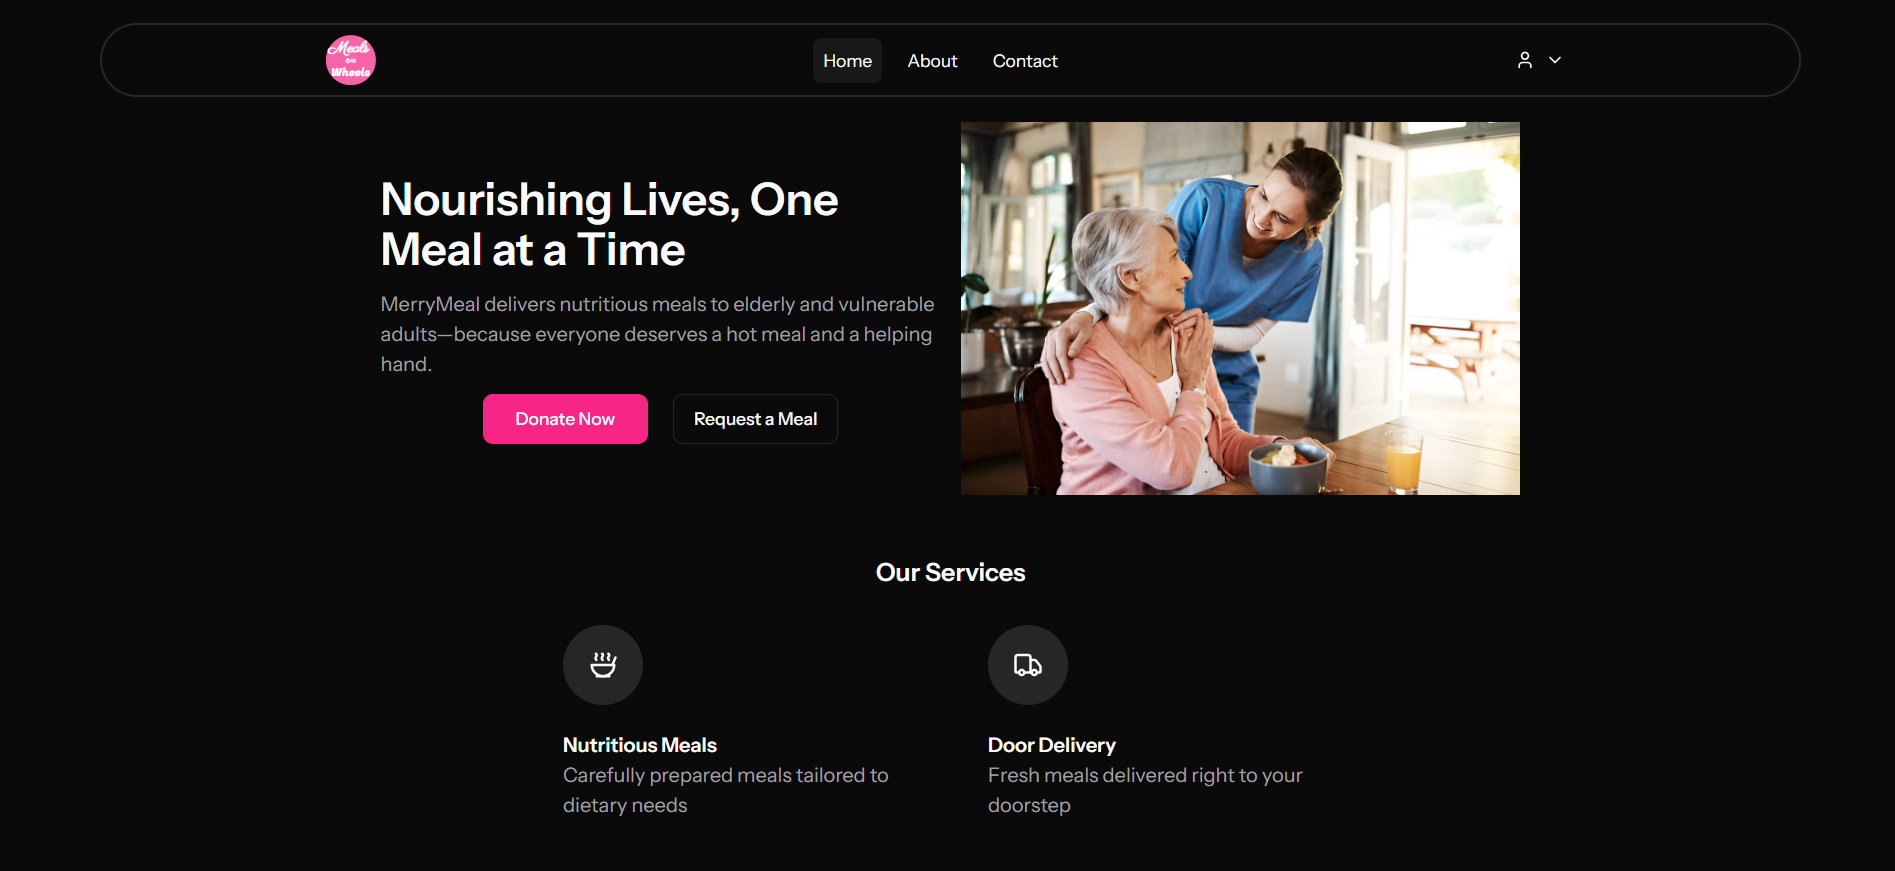 Meals
ON
Wheels
Home
About
Contact
Nourishing Lives, One
Meal at a Time
MerryMeal delivers nutritious meals to elderly and vulnerable
adults—because everyone deserves a hot meal and a helping
hand.
Donate Now
Request a Meal
Our Services
Nutritious Meals
Carefully prepared meals tailored to
dietary needs
Door Delivery
Fresh meals delivered right to your
doorstep